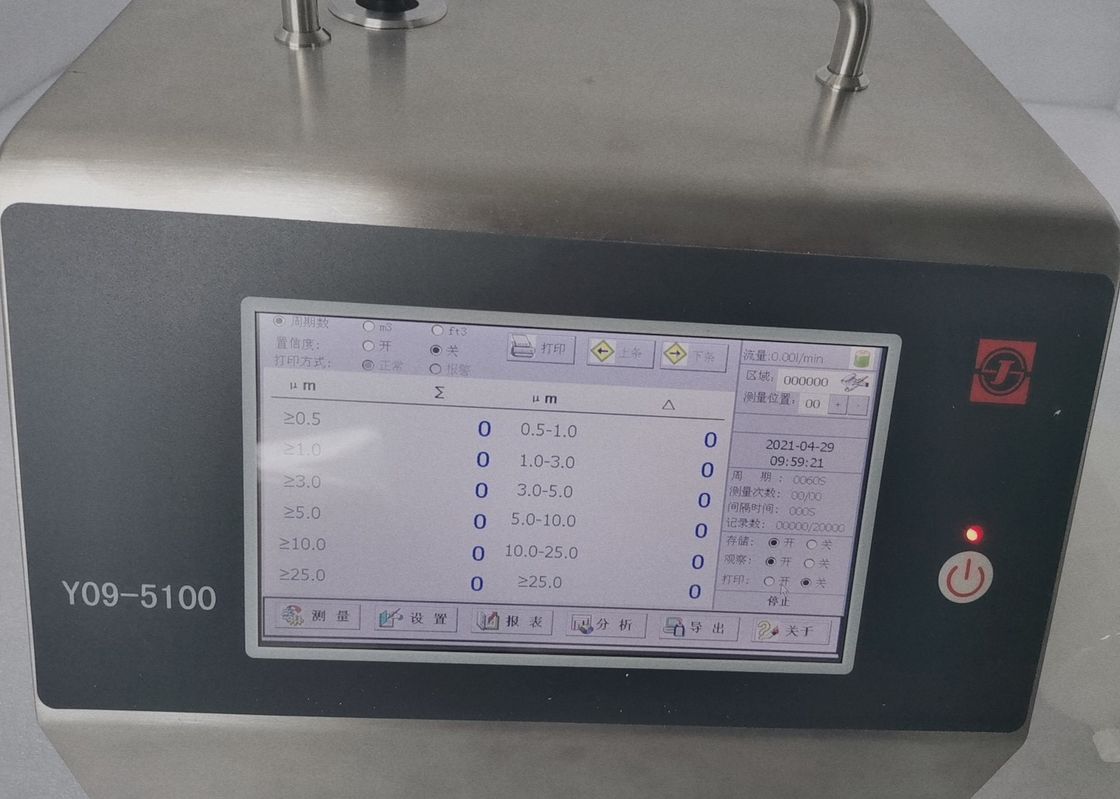 周期数 m3 ft3
置信度: 开 关
打印方式: 正常 报警
打印 上条 下条
μm Σ μm △
≥0.5 0 0.5-1.0 0
≥1.0 0 1.0-3.0 0
≥3.0 0 3.0-5.0 0
≥5.0 0 5.0-10.0 0
≥10.0 0 10.0-25.0 0
≥25.0 0 ≥25.0 0
流量:0.00l/min
区域: 000000
测量位置: 00 + -
2021-04-29
09:59:21
周 期: 0060S
测量次数: 00/00
间隔时间: 000S
记录数: 00000/20000
存储: 开 关
观察: 开 关
打印: 开 关
停止
测量 设置 报表 分析 导出 关于
Y09-5100